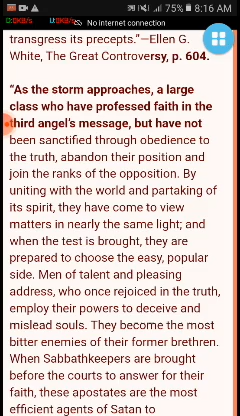 0KB/s 0KB/s 75% 8:16 AM
No internet connection
transgress its precepts.”—Ellen G.
White, The Great Controversy, p. 604.
“As the storm approaches, a large
class who have professed faith in the
third angel’s message, but have not
been sanctified through obedience to
the truth, abandon their position and
join the ranks of the opposition. By
uniting with the world and partaking of
its spirit, they have come to view
matters in nearly the same light; and
when the test is brought, they are
prepared to choose the easy, popular
side. Men of talent and pleasing
address, who once rejoiced in the truth,
employ their powers to deceive and
mislead souls. They become the most
bitter enemies of their former brethren.
When Sabbathkeepers are brought
before the courts to answer for their
faith, these apostates are the most
efficient agents of Satan to